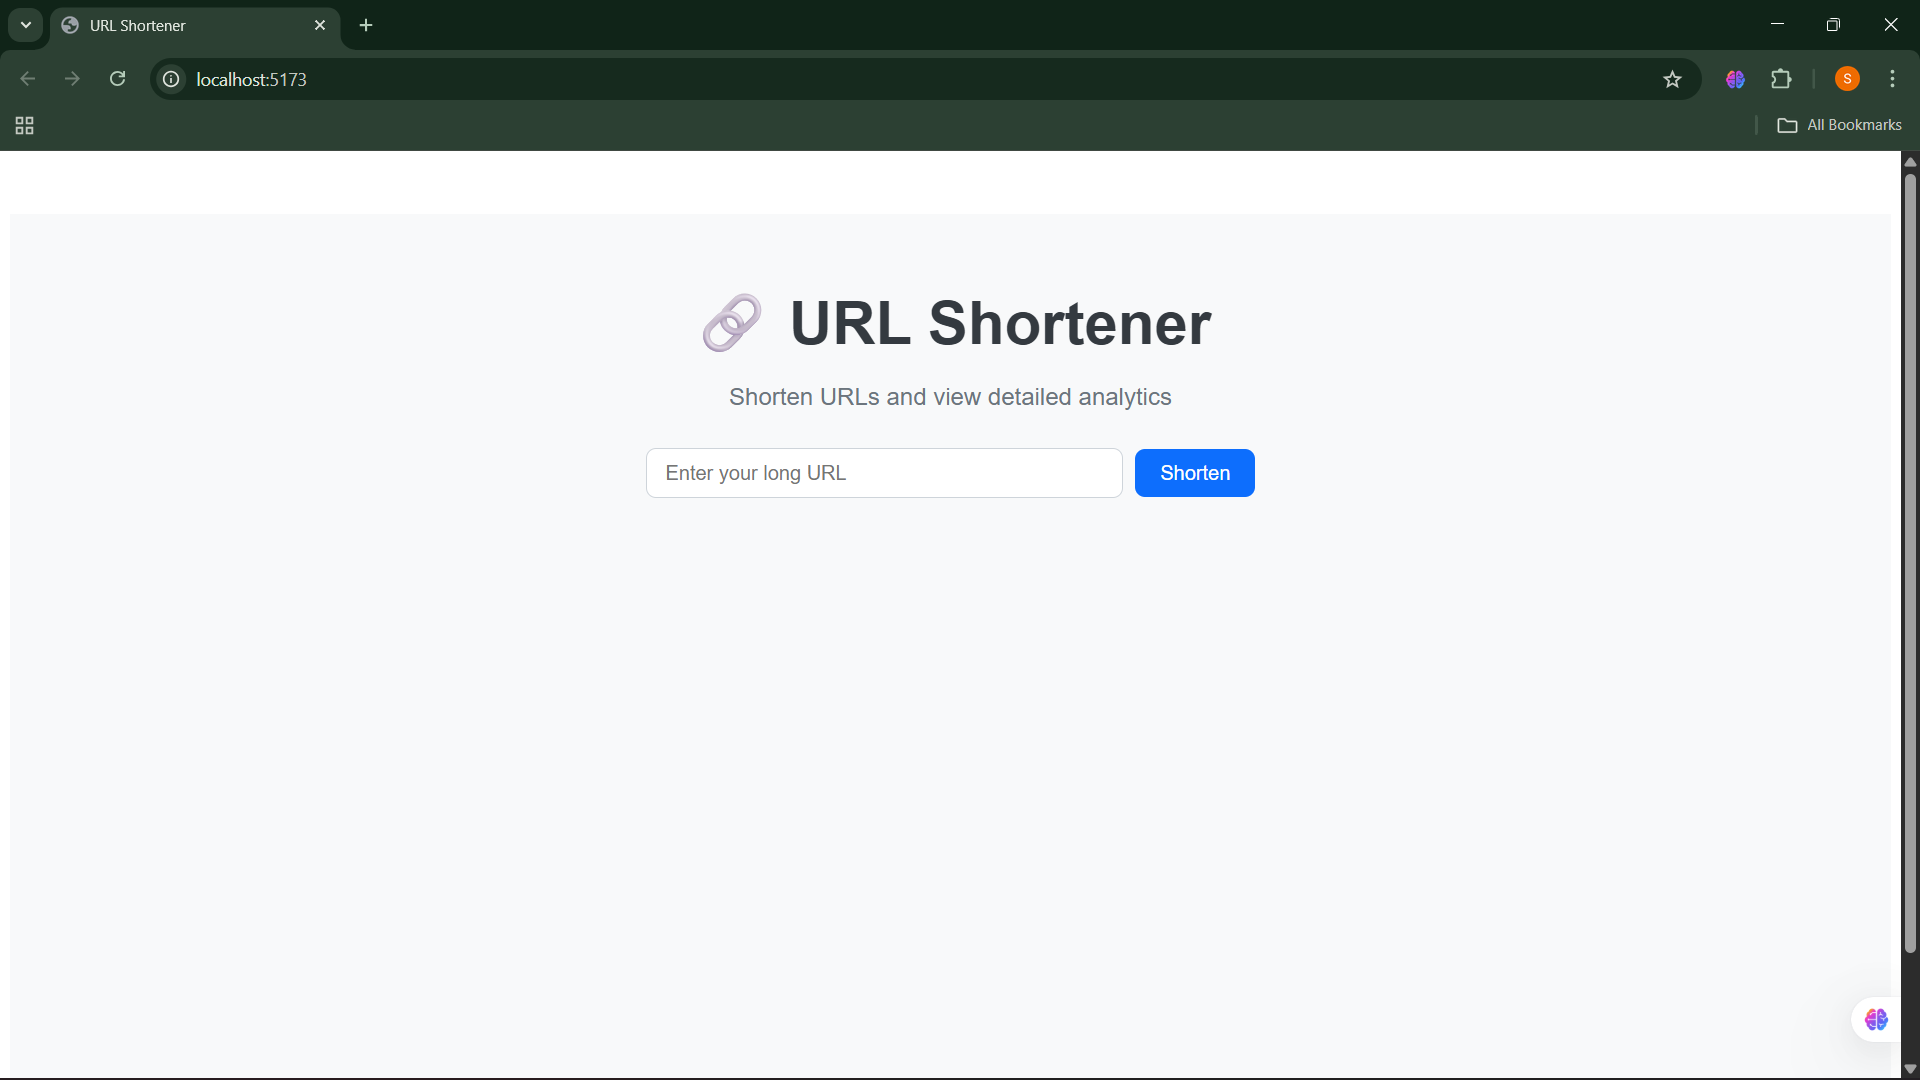 URL Shortener
localhost:5173
S
All Bookmarks
URL Shortener
Shorten URLs and view detailed analytics
Enter your long URL
Shorten